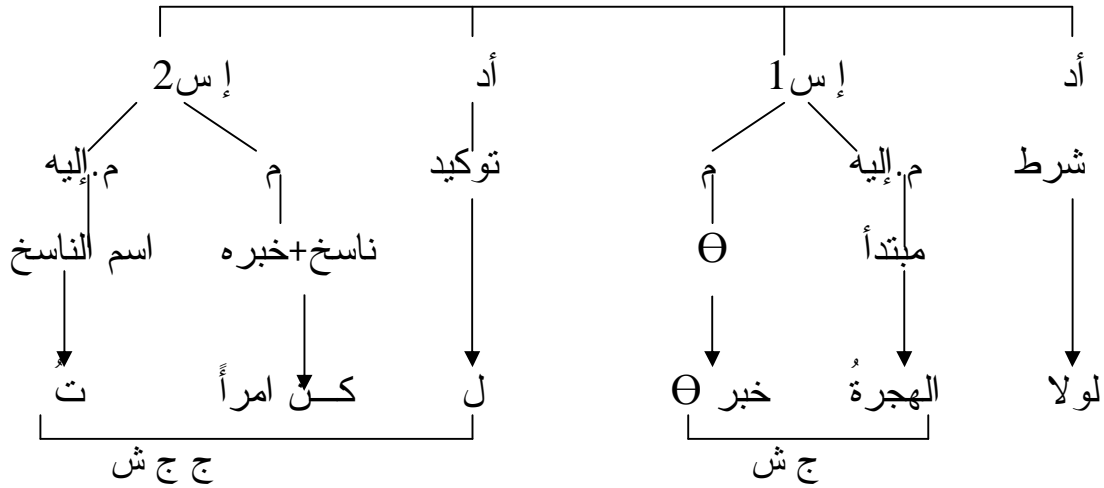 أد إ س1 أد إ س2
شرط م.إليه م توكيد م م.إليه
مبتدأ Ө ناسخ+خبره اسم الناسخ
لولا الهجرةُ خبر Ө ل كـن امرأً تُ
ج ش ج ج ش